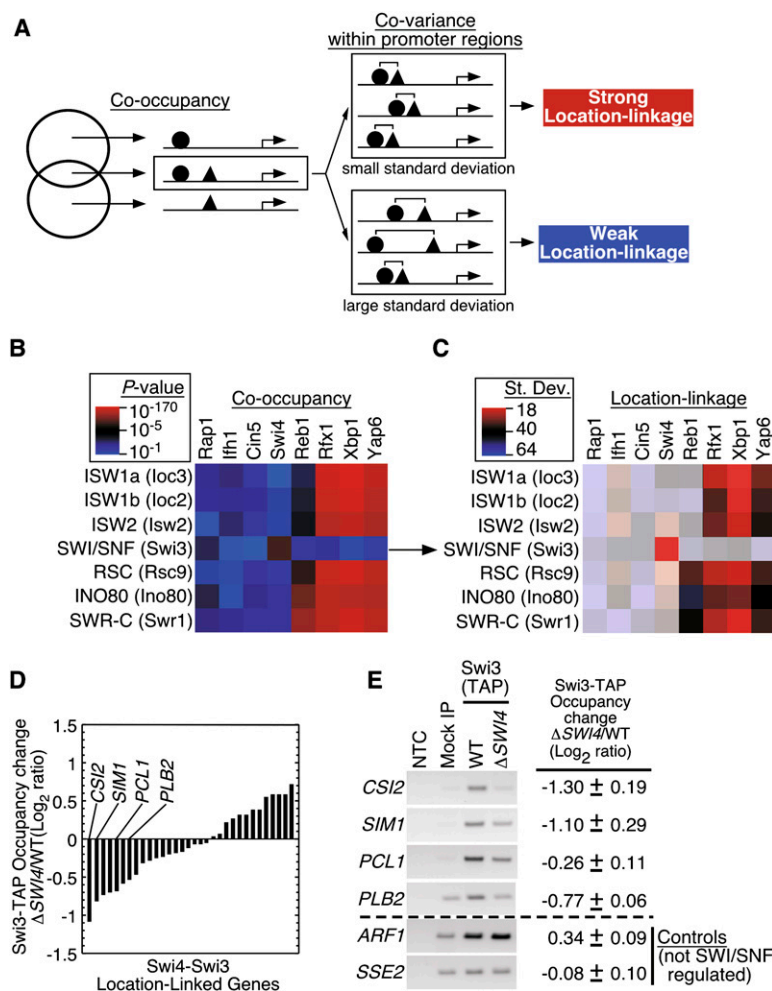 A
Co-occupancy
Co-variance
within promoter regions
small standard deviation
large standard deviation
Strong
Location-linkage
Weak
Location-linkage
B
P-value
10^-170
10^-5
10^-1
Co-occupancy
Rap1
Ifh1
Cin5
Swi4
Reb1
Rfx1
Xbp1
Yap6
ISW1a (Ioc3)
ISW1b (Ioc2)
ISW2 (Isw2)
SWI/SNF (Swi3)
RSC (Rsc9)
INO80 (Ino80)
SWR-C (Swr1)
C
St. Dev.
18
40
64
Location-linkage
Rap1
Ifh1
Cin5
Swi4
Reb1
Rfx1
Xbp1
Yap6
ISW1a (Ioc3)
ISW1b (Ioc2)
ISW2 (Isw2)
SWI/SNF (Swi3)
RSC (Rsc9)
INO80 (Ino80)
SWR-C (Swr1)
D
Swi3-TAP Occupancy change
ΔSWI4/WT(Log2 ratio)
1.5
1
0.5
0
-0.5
-1
-1.5
CSI2
SIM1
PCL1
PLB2
Swi4-Swi3
Location-Linked Genes
E
NTC
Mock IP
Swi3
(TAP)
WT
ΔSWI4
Swi3-TAP
Occupancy
change
ΔSWI4/WT
(Log2 ratio)
CSI2 -1.30 ± 0.19
SIM1 -1.10 ± 0.29
PCL1 -0.26 ± 0.11
PLB2 -0.77 ± 0.06
ARF1 0.34 ± 0.09
SSE2 -0.08 ± 0.10
Controls
(not SWI/SNF
regulated)